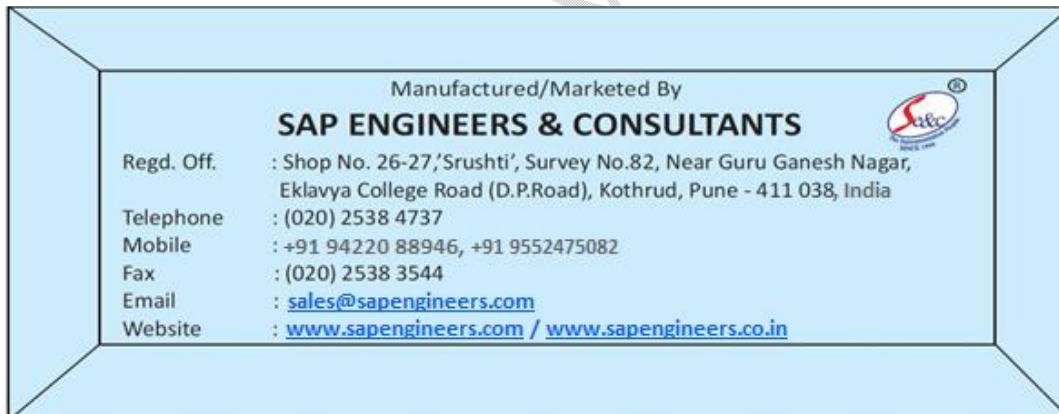 Manufactured/Marketed By
®
SAP ENGINEERS & CONSULTANTS
Sa&c
SINCE
Regd. Off. : Shop No. 26-27,'Srushti', Survey No.82, Near Guru Ganesh Nagar,
Eklavya College Road (D.P.Road), Kothrud, Pune - 411 038, India
Telephone : (020) 2538 4737
Mobile : +91 94220 88946, +91 9552475082
Fax : (020) 2538 3544
Email : sales@sapengineers.com
Website : www.sapengineers.com / www.sapengineers.co.in